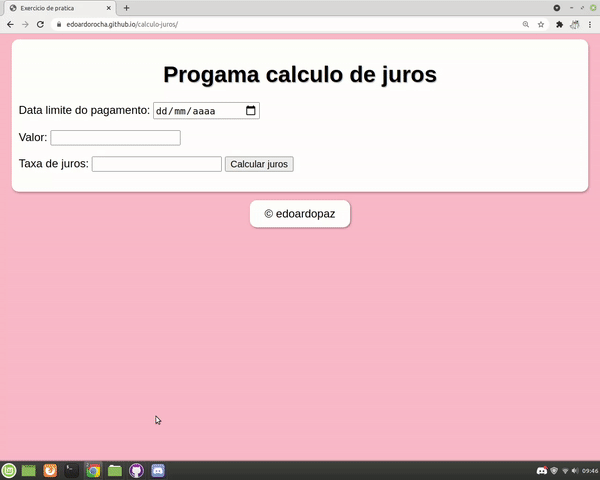 Exercicio de pratica
edoardorocha.github.io/calculo-juros/
Progama calculo de juros
Data limite do pagamento: dd/mm/aaaa
Valor:
Taxa de juros: Calcular juros
© edoardopaz
09:46